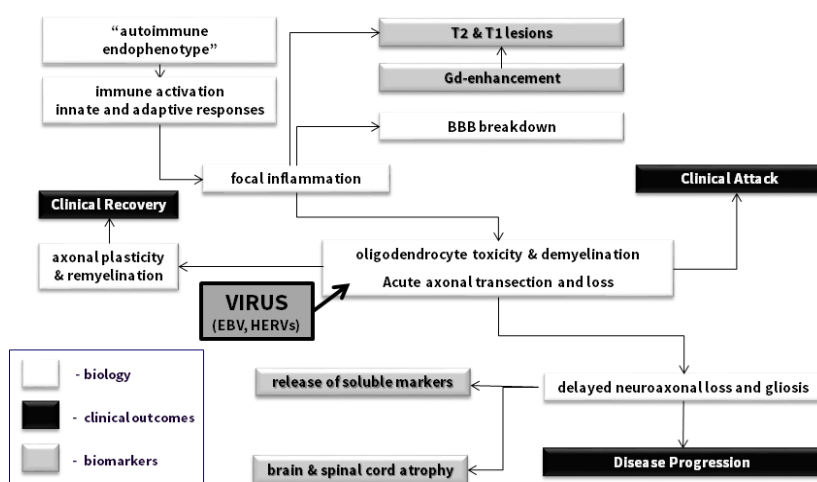 “autoimmune
endophenotype”
immune activation
innate and adaptive responses
T2 & T1 lesions
Gd-enhancement
BBB breakdown
focal inflammation
Clinical Attack
Clinical Recovery
axonal plasticity
& remyelination
oligodendrocyte toxicity & demyelination
Acute axonal transection and loss
VIRUS
(EBV, HERVs)
- biology
- clinical outcomes
- biomarkers
release of soluble markers
delayed neuroaxonal loss and gliosis
brain & spinal cord atrophy
Disease Progression